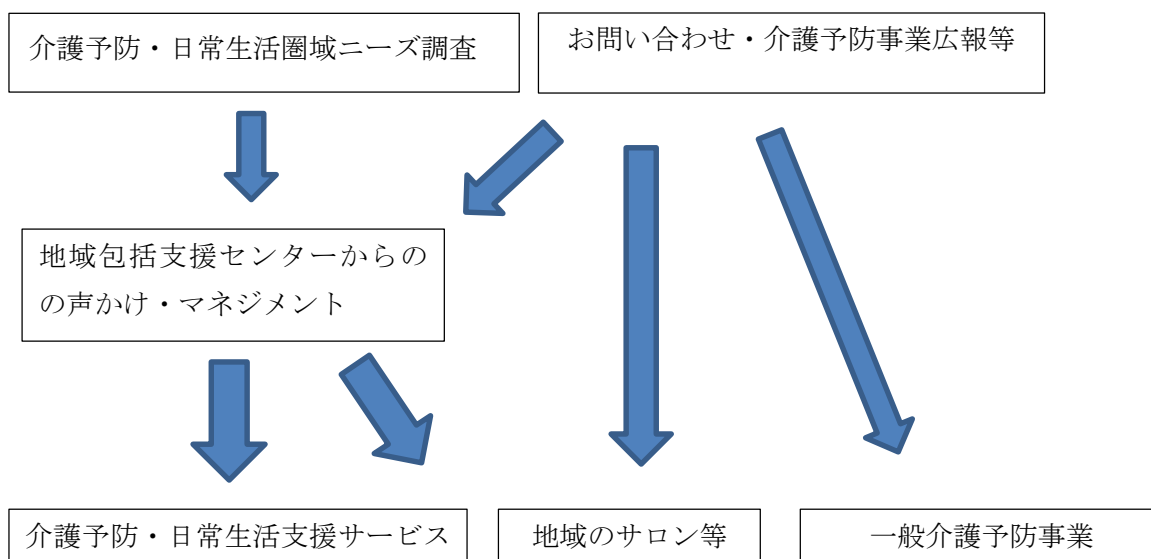 介護予防・日常生活圏域ニーズ調査
お問い合わせ・介護予防事業広報等
地域包括支援センターからの
の声かけ・マネジメント
介護予防・日常生活支援サービス
地域のサロン等
一般介護予防事業